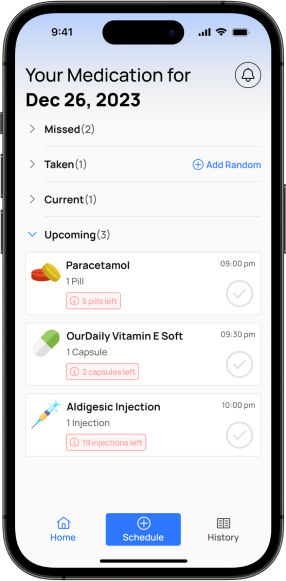 9:41
Your Medication for
Dec 26, 2023
Missed(2)
Taken(1) Add Random
Current(1)
Upcoming(3)
Paracetamol 09:00 pm
1 Pill
5 pills left
OurDaily Vitamin E Soft 09:30 pm
1 Capsule
2 capsules left
Aldigesic Injection 10:00 pm
1 Injection
19 injections left
Home Schedule History